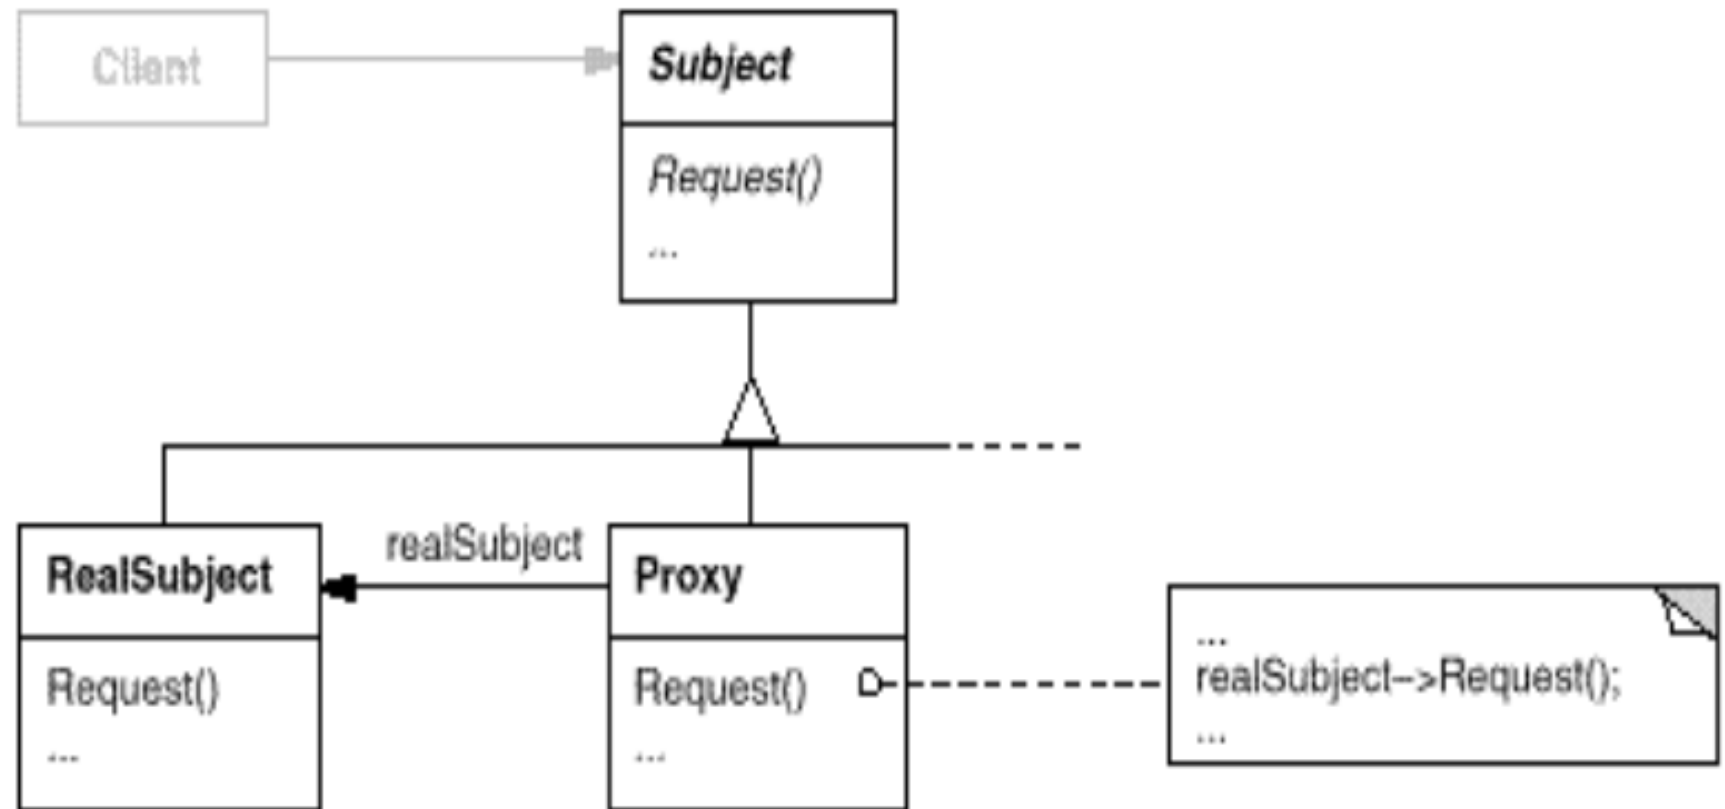 Client
Subject
Request()
...
realSubject
RealSubject
Request()
...
Proxy
Request()
...
...
realSubject–>Request();
...